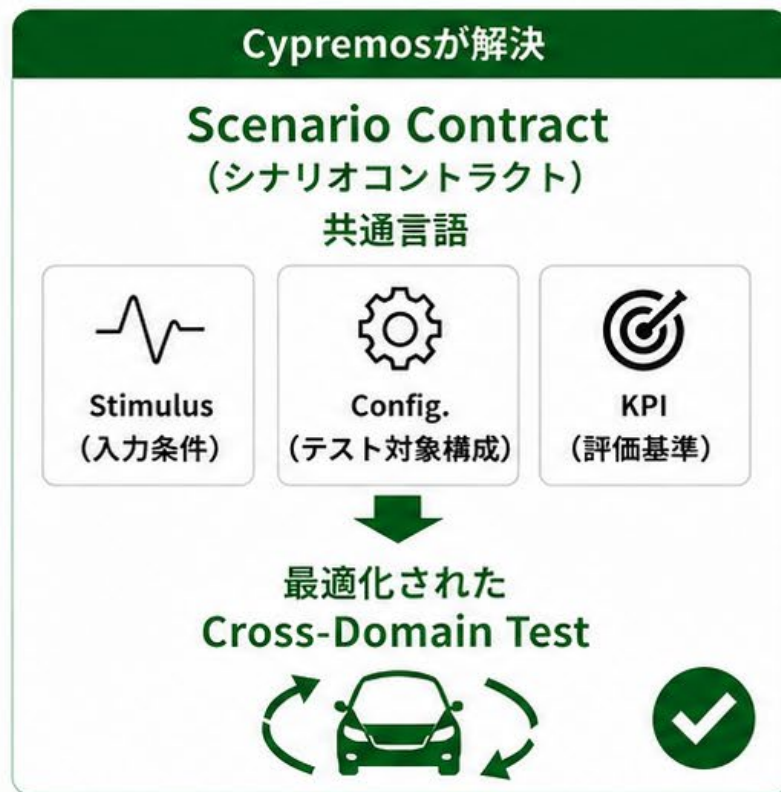 Cypremosが解決
Scenario Contract
（シナリオコントラクト）
共通言語
Stimulus
（入力条件）
Config.
（テスト対象構成）
KPI
（評価基準）
最適化された
Cross-Domain Test